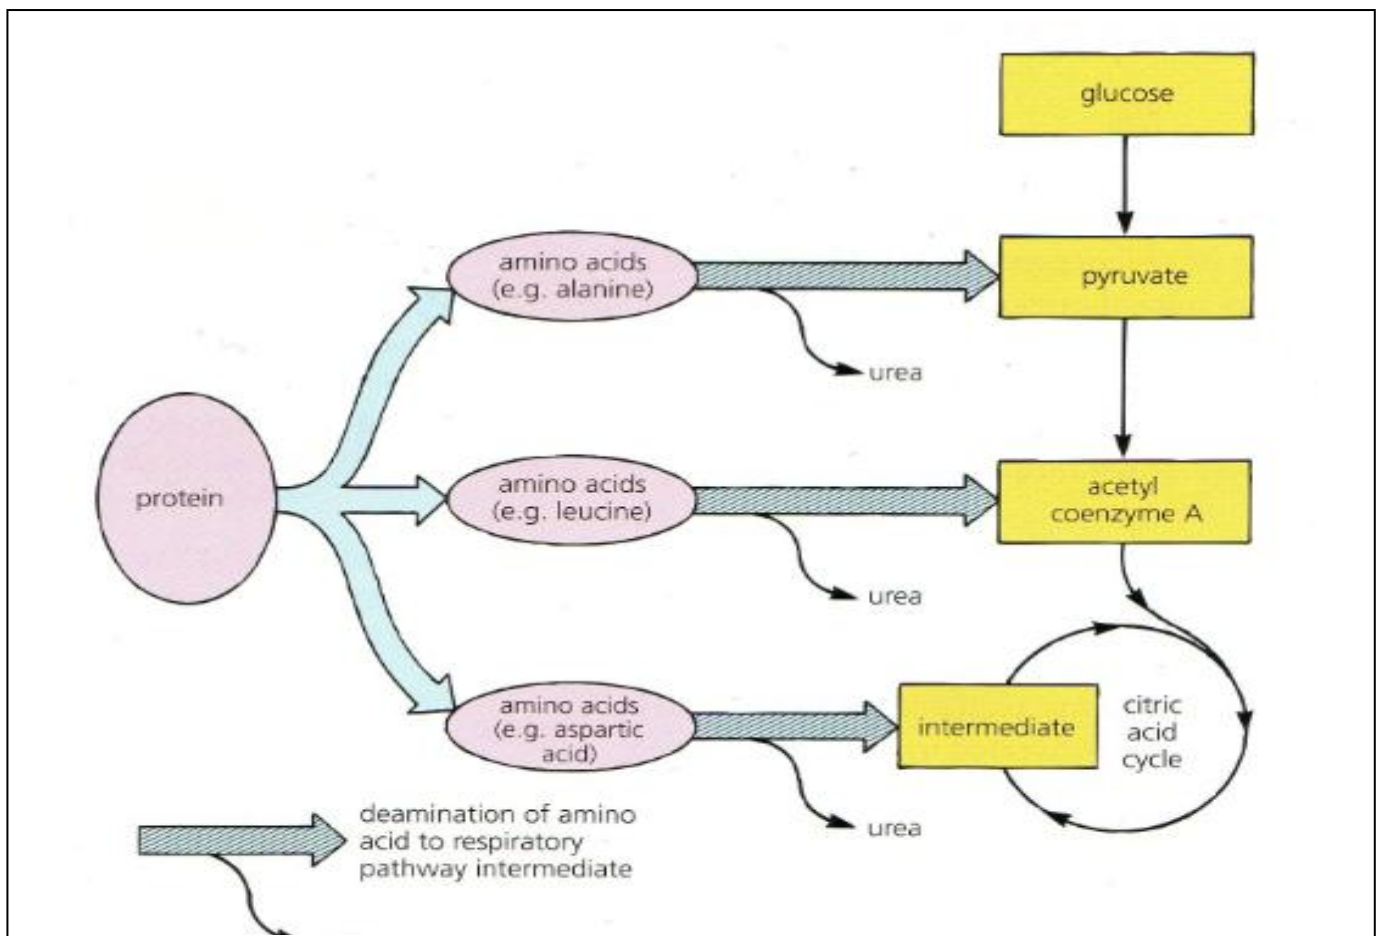 glucose
amino acids
(e.g. alanine)
pyruvate
urea
protein
amino acids
(e.g. leucine)
acetyl
coenzyme A
urea
amino acids
(e.g. aspartic
acid)
intermediate
citric
acid
cycle
urea
deamination of amino
acid to respiratory
pathway intermediate